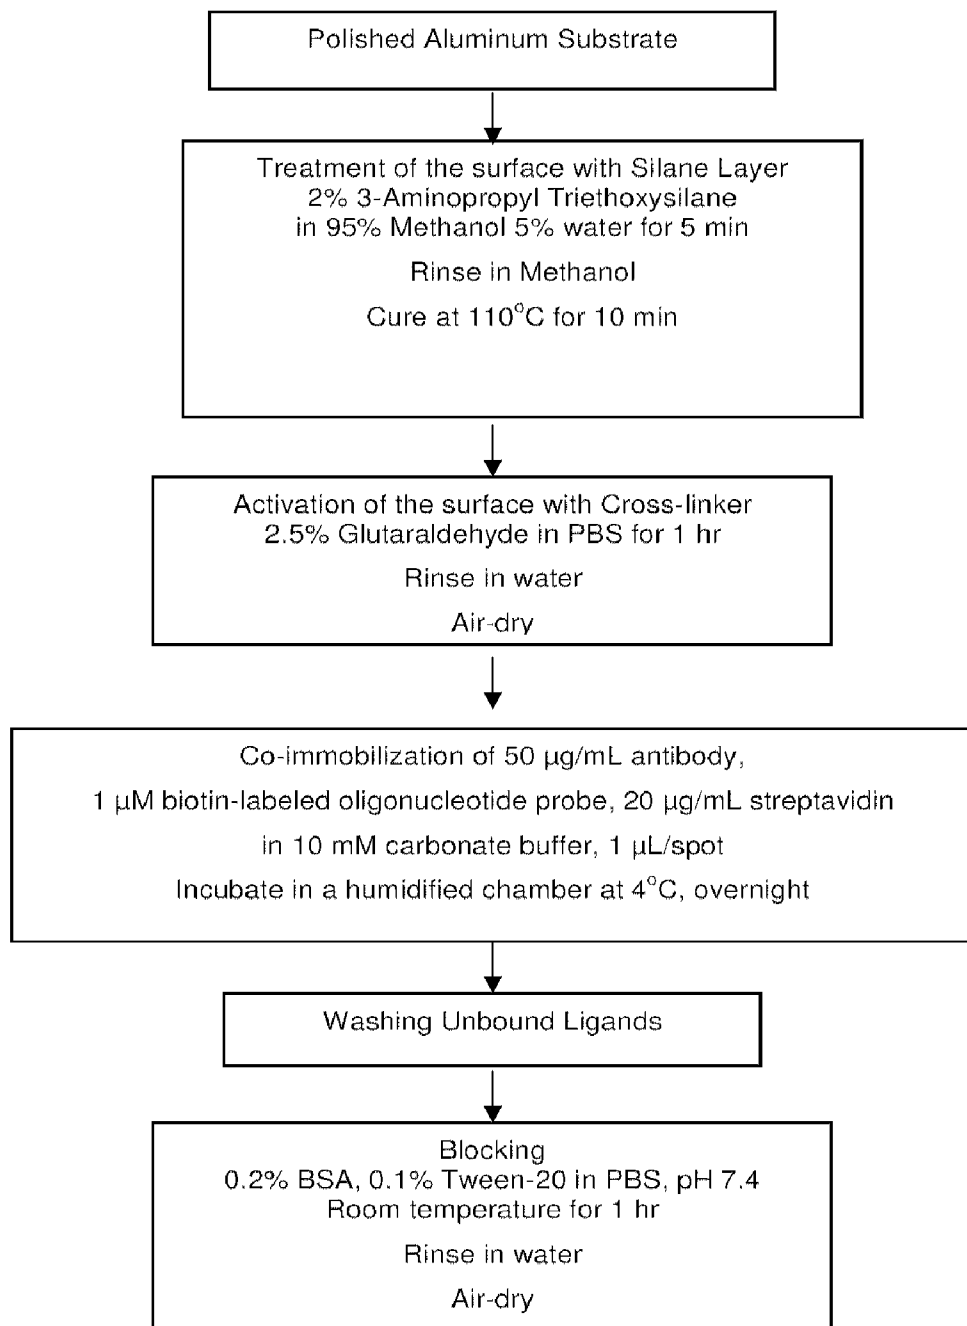 Polished Aluminum Substrate
Treatment of the surface with Silane Layer
2% 3-Aminopropyl Triethoxysilane
in 95% Methanol 5% water for 5 min
Rinse in Methanol
Cure at 110°C for 10 min
Activation of the surface with Cross-linker
2.5% Glutaraldehyde in PBS for 1 hr
Rinse in water
Air-dry
Co-immobilization of 50 µg/mL antibody,
1 µM biotin-labeled oligonucleotide probe, 20 µg/mL streptavidin
in 10 mM carbonate buffer, 1 µL/spot
Incubate in a humidified chamber at 4°C, overnight
Washing Unbound Ligands
Blocking
0.2% BSA, 0.1% Tween-20 in PBS, pH 7.4
Room temperature for 1 hr
Rinse in water
Air-dry